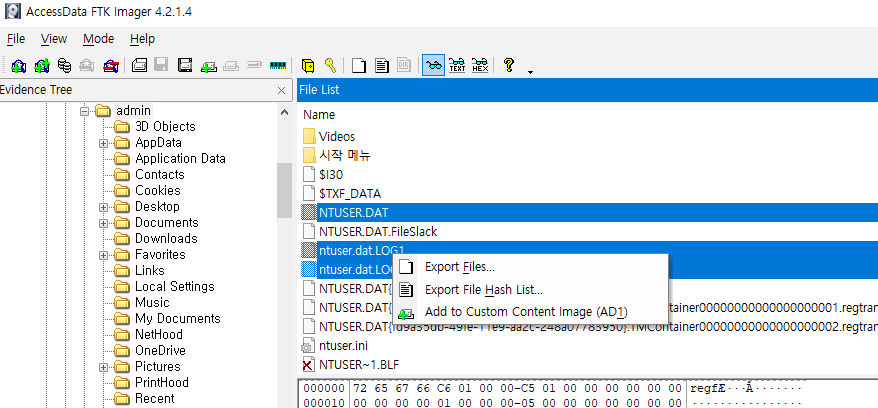 AccessData FTK Imager 4.2.1.4
File View Mode Help
TEXT HEX
Evidence Tree
admin
3D Objects
AppData
Application Data
Contacts
Cookies
Desktop
Documents
Downloads
Favorites
Links
Local Settings
Music
My Documents
NetHood
OneDrive
Pictures
PrintHood
Recent
File List
Name
Videos
시작 메뉴
$I30
$TXF_DATA
NTUSER.DAT
NTUSER.DAT.FileSlack
ntuser.dat.LOG1
ntuser.dat.LOG
NTUSER.DAT{
NTUSER.DAT{
NTUSER.DAT{fd9a35db-49fe-11e9-aa2c-248a07783950}.TMContainer00000000000000000002.regtran
ntuser.ini
NTUSER~1.BLF
Export Files...
Export File Hash List...
Add to Custom Content Image (AD1)
Container00000000000000000001.regtran
000000 72 65 67 66 C6 01 00 00-C5 01 00 00 00 00 00 00 regfÆ···Å·······
000010 00 00 00 00 01 00 00 00-05 00 00 00 00 00 00 00